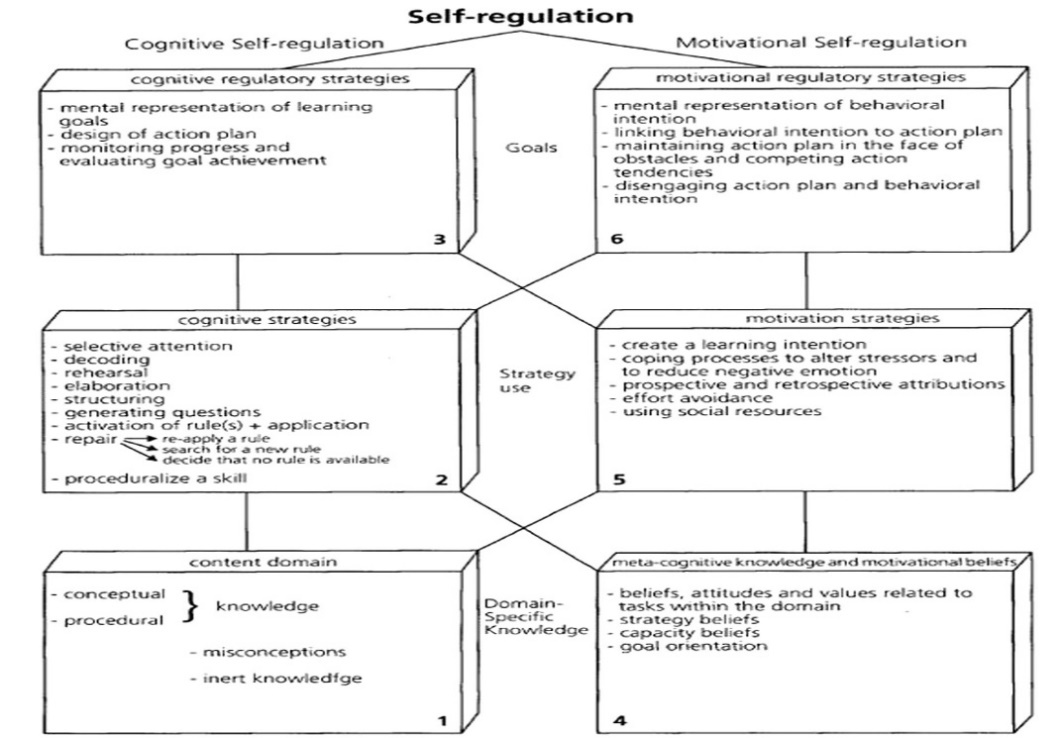 Self-regulation
Cognitive Self-regulation
Motivational Self-regulation
cognitive regulatory strategies
- mental representation of learning
goals
- design of action plan
- monitoring progress and
evaluating goal achievement
3
Goals
motivational regulatory strategies
- mental representation of behavioral
intention
- linking behavioral intention to action plan
- maintaining action plan in the face of
obstacles and competing action
tendencies
- disengaging action plan and behavioral
intention
6
cognitive strategies
- selective attention
- decoding
- rehearsal
- elaboration
- structuring
- generating questions
- activation of rule(s) + application
- repair → re-apply a rule
→ search for a new rule
→ decide that no rule is available
- proceduralize a skill
2
Strategy
use
motivation strategies
- create a learning intention
- coping processes to alter stressors and
to reduce negative emotion
- prospective and retrospective attributions
- effort avoidance
- using social resources
5
content domain
- conceptual
- procedural
} knowledge
- misconceptions
- inert knowledfge
1
Domain-
Specific
Knowledge
meta-cognitive knowledge and motivational beliefs
- beliefs, attitudes and values related to
tasks within the domain
- strategy beliefs
- capacity beliefs
- goal orientation
4